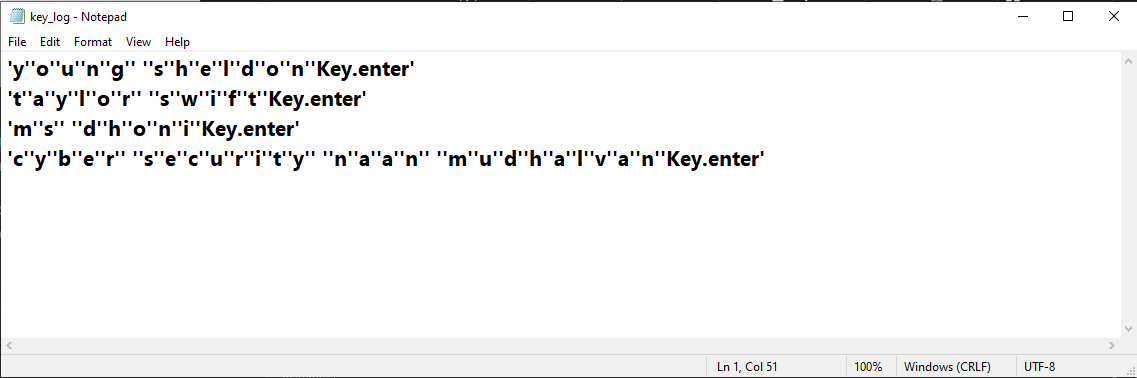 key_log - Notepad
File Edit Format View Help
'y''o''u''n''g'' ''s''h''e''l''d''o''n''Key.enter'
't''a''y''l''o''r'' ''s''w''i''f''t''Key.enter'
'm''s'' ''d''h''o''n''i''Key.enter'
'c''y''b''e''r'' ''s''e''c''u''r''i''t''y'' ''n''a''a''n'' ''m''u''d''h''a''l''v''a''n''Key.enter'
Ln 1, Col 51 100% Windows (CRLF) UTF-8